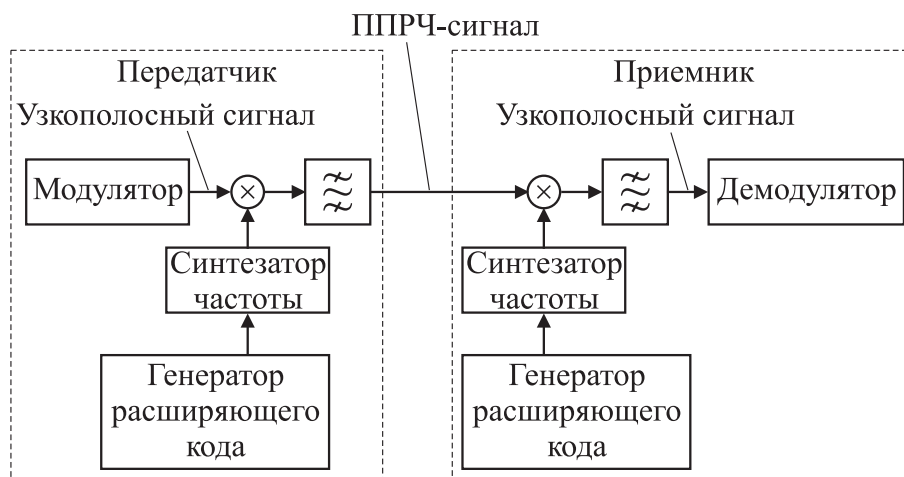 ППРЧ-сигнал
Передатчик
Узкополосный сигнал
Модулятор
×
Синтезатор
частоты
Генератор
расширяющего
кода
Приемник
Узкополосный сигнал
×
Демодулятор
Синтезатор
частоты
Генератор
расширяющего
кода